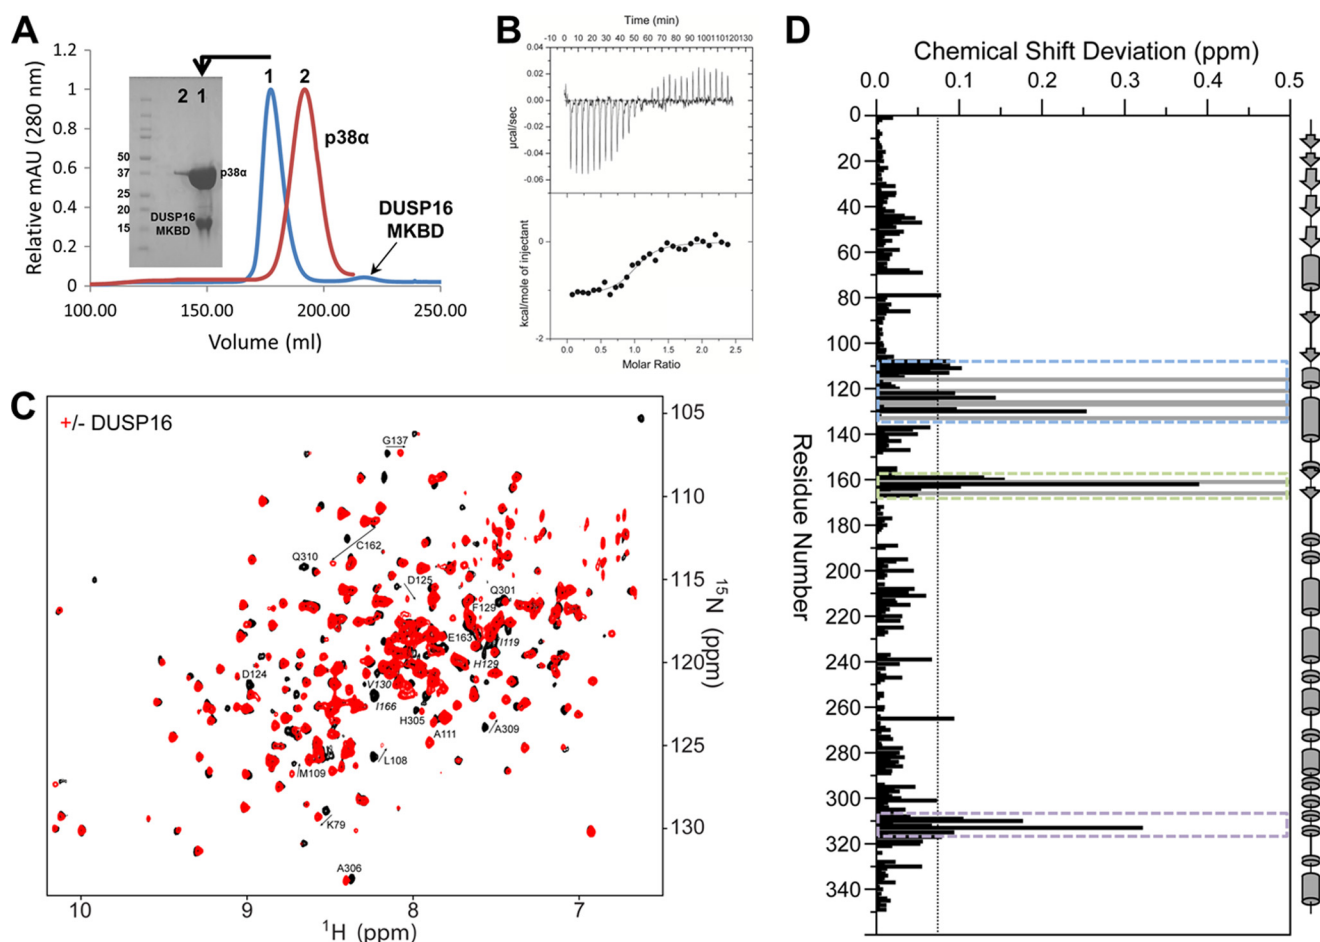 A
1.2
1
0.8
0.6
0.4
0.2
0
Relative mAU (280 nm)
1
2
2 1
50
37
25
20
15
p38α
DUSP16
MKBD
p38α
DUSP16
MKBD
100.00
150.00
200.00
250.00
Volume (ml)
B
Time (min)
-10 0 10 20 30 40 50 60 70 80 90 100110120130
0.04
0.02
0.00
-0.02
-0.04
-0.06
µcal/sec
0
-2
kcal/mole of injectant
0.0 0.5 1.0 1.5 2.0 2.5
Molar Ratio
C
+/- DUSP16
G137
Q310
C162
D125
Q301
F129
E163
I119
H129
D124
V130
I166
H305
A309
A111
L108
M109
K79
A306
105
110
115
120
125
130
15N (ppm)
10 9 8 7
1H (ppm)
D
Chemical Shift Deviation (ppm)
0.0 0.1 0.2 0.3 0.4 0.5
0
20
40
60
80
100
120
140
160
180
200
220
240
260
280
300
320
340
Residue Number